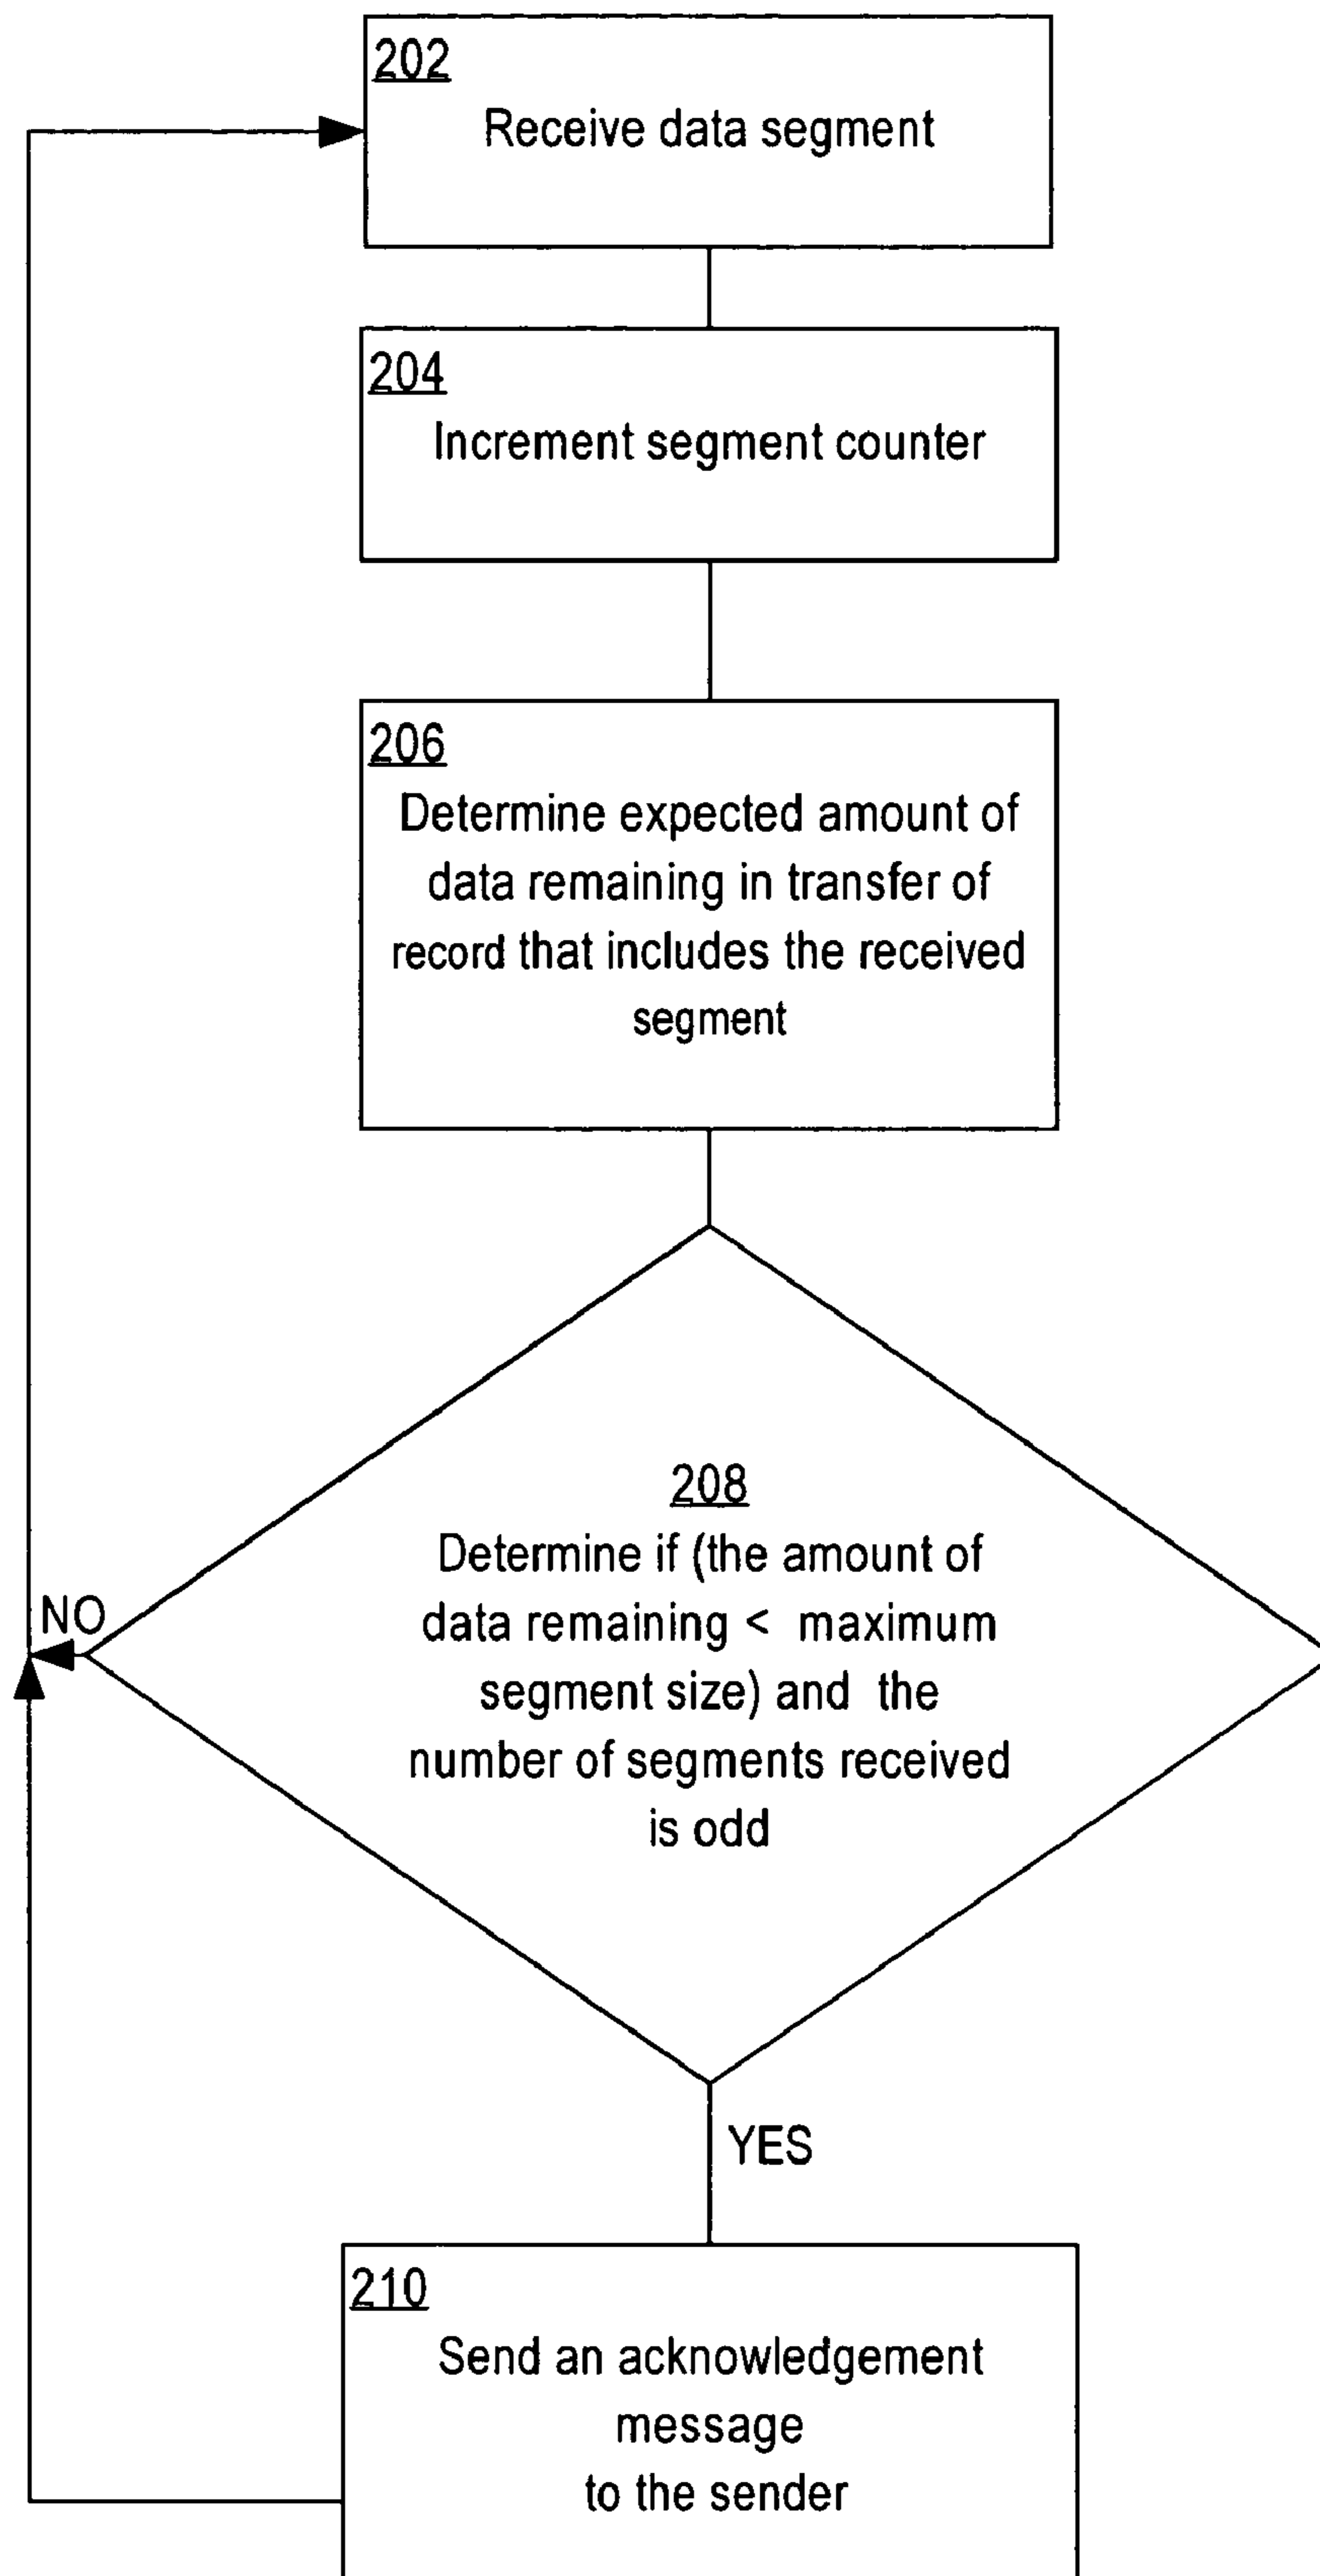 202
Receive data segment
204
Increment segment counter
206
Determine expected amount of
data remaining in transfer of
record that includes the received
segment
208
Determine if (the amount of
data remaining < maximum
segment size) and the
number of segments received
is odd
NO
YES
210
Send an acknowledgement
message
to the sender